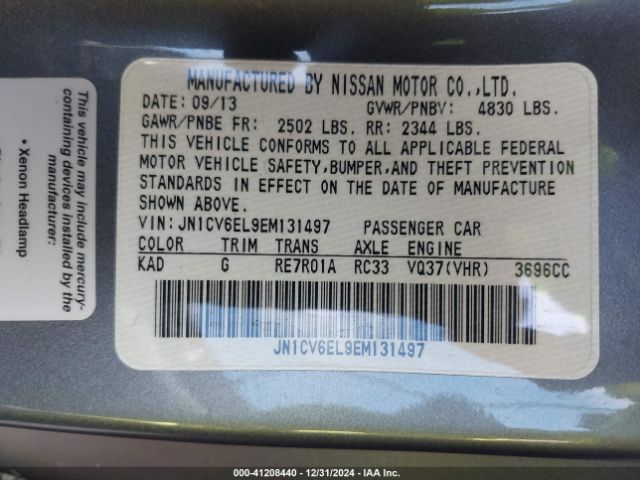 MANUFACTURED BY NISSAN MOTOR CO.,LTD.
DATE: 09/13 GVWR/PNBV: 4830 LBS.
GAWR/PNBE FR: 2502 LBS. RR: 2344 LBS.
THIS VEHICLE CONFORMS TO ALL APPLICABLE FEDERAL
MOTOR VEHICLE SAFETY,BUMPER,AND THEFT PREVENTION
STANDARDS IN EFFECT ON THE DATE OF MANUFACTURE
SHOWN ABOVE.
VIN:JN1CV6EL9EM131497 PASSENGER CAR
COLOR TRIM TRANS AXLE ENGINE
KAD G RE7R01A RC33 VQ37(VHR) 3696CC
JN1CV6EL9EM131497
This vehicle may include mercury-
containing devices installed by the
manufacturer:
• Xenon Headlamp
000-41208440 - 12/31/2024 - IAA Inc.